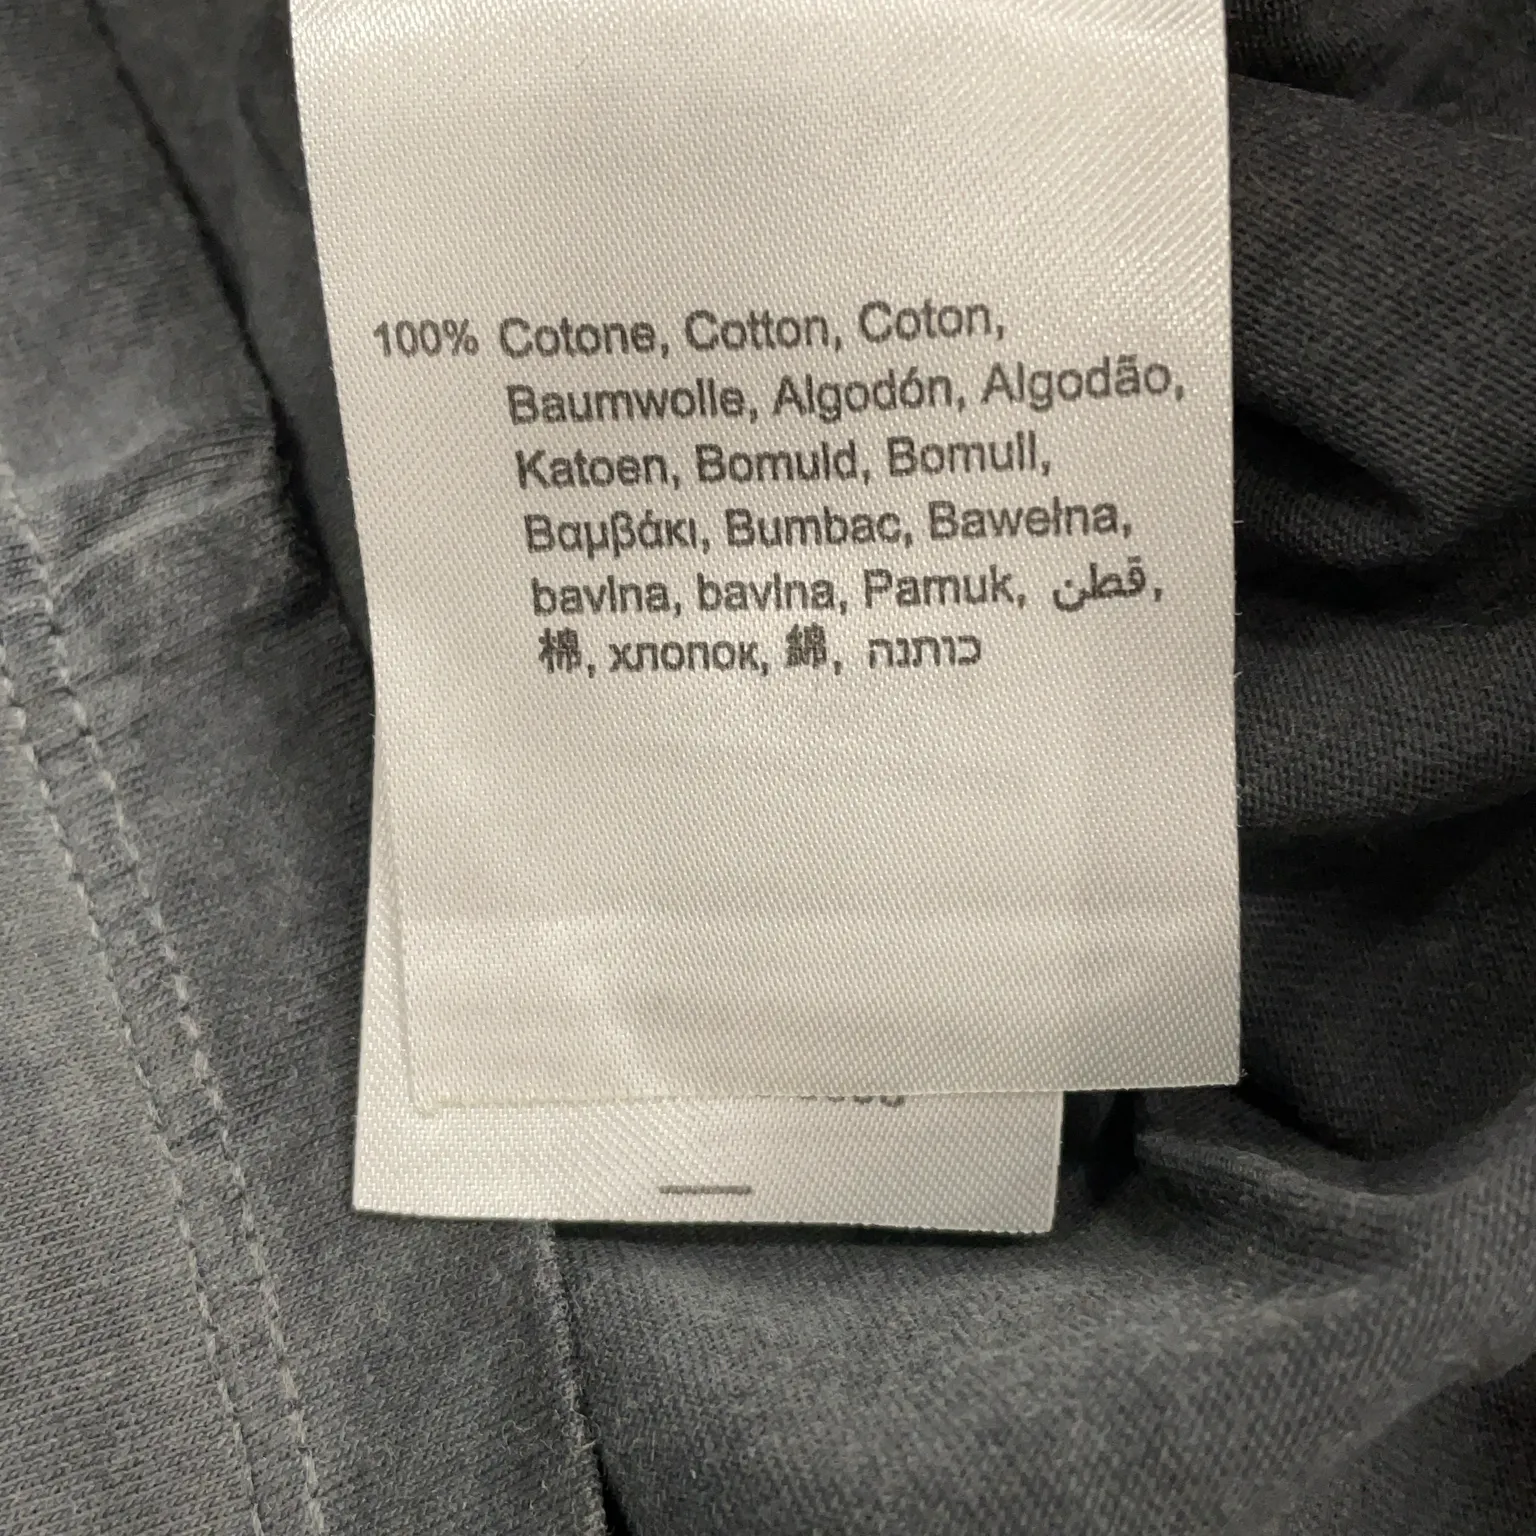 100% Cotone, Cotton, Coton,
Baumwolle, Algodón, Algodão,
Katoen, Bomuld, Bomull,
Βαμβάκι, Bumbac, Bawełna,
bavlna, bavlna, Pamuk, قطن,
棉, хлопок, 綿, כותנה